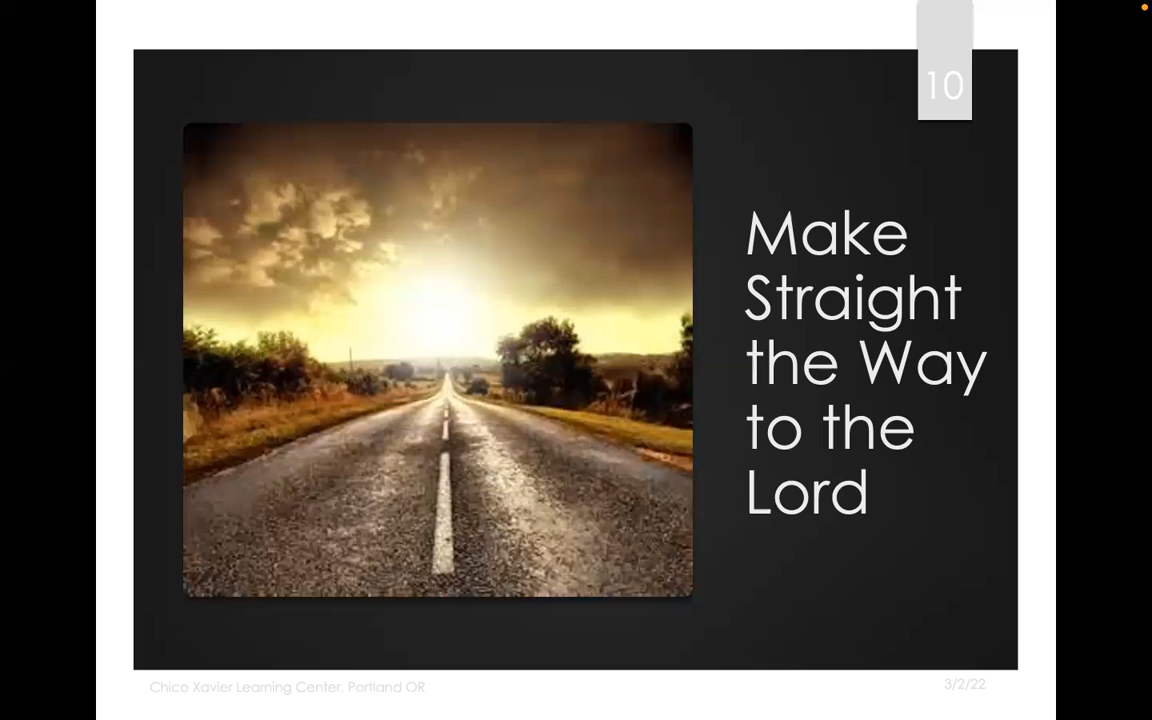 10
Make
Straight
the Way
to the
Lord
Chico Xavier Learning Center, Portland OR
3/2/22